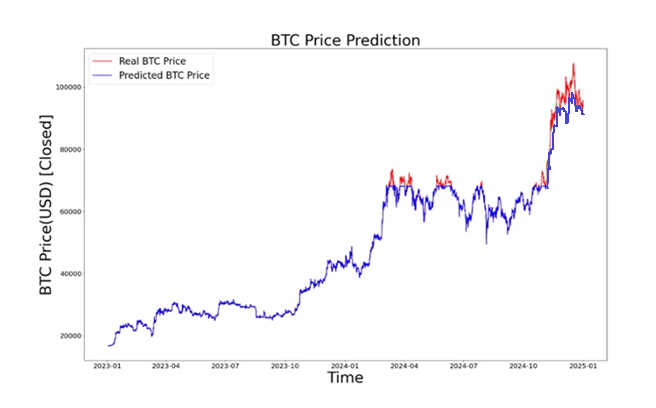 BTC Price Prediction
Real BTC Price
Predicted BTC Price
BTC Price(USD) [Closed]
100000
80000
60000
40000
20000
2023-01 2023-04 2023-07 2023-10 2024-01 2024-04 2024-07 2024-10 2025-01
Time